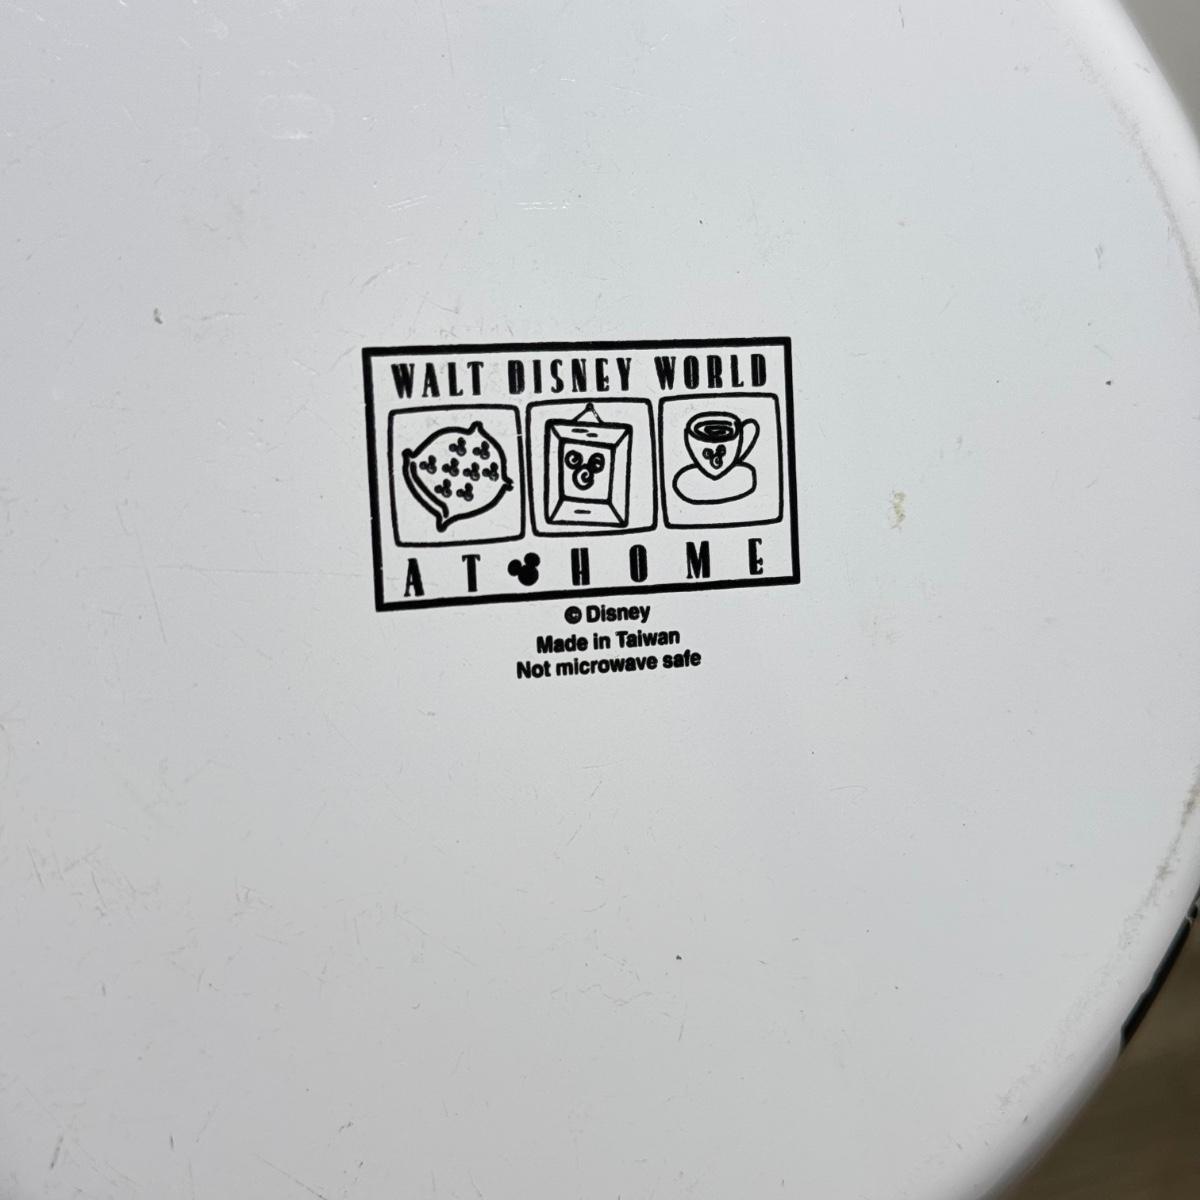 WALT DISNEY WORLD
AT HOME
© Disney
Made in Taiwan
Not microwave safe